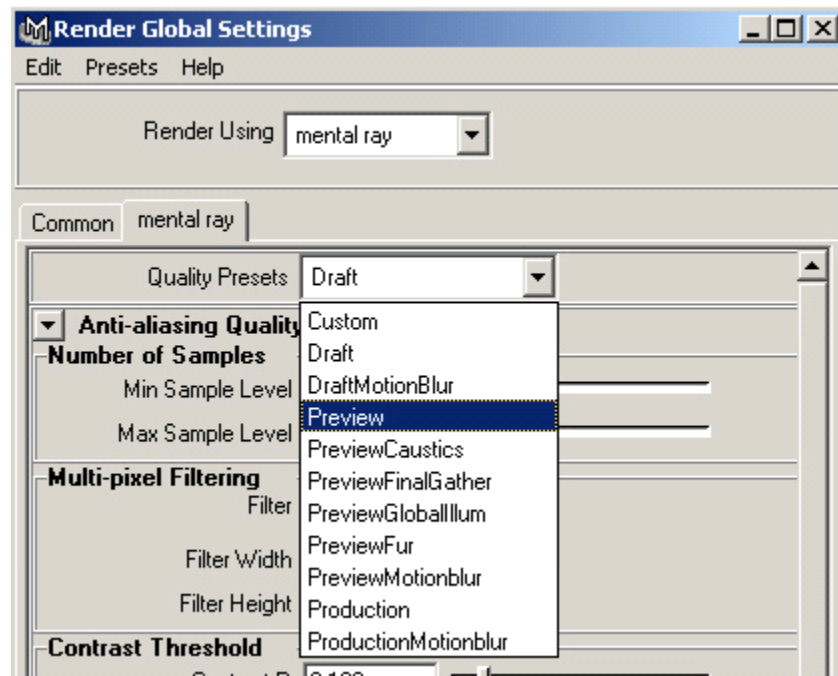 Render Global Settings
Edit Presets Help
Render Using mental ray
Common mental ray
Quality Presets Draft
Anti-aliasing Quality
Custom
Number of Samples
Draft
Min Sample Level
DraftMotionBlur
Preview
Max Sample Level
PreviewCaustics
Multi-pixel Filtering
PreviewFinalGather
Filter
PreviewGlobalIllum
PreviewFur
Filter Width
PreviewMotionblur
Filter Height
Production
Contrast Threshold
ProductionMotionblur